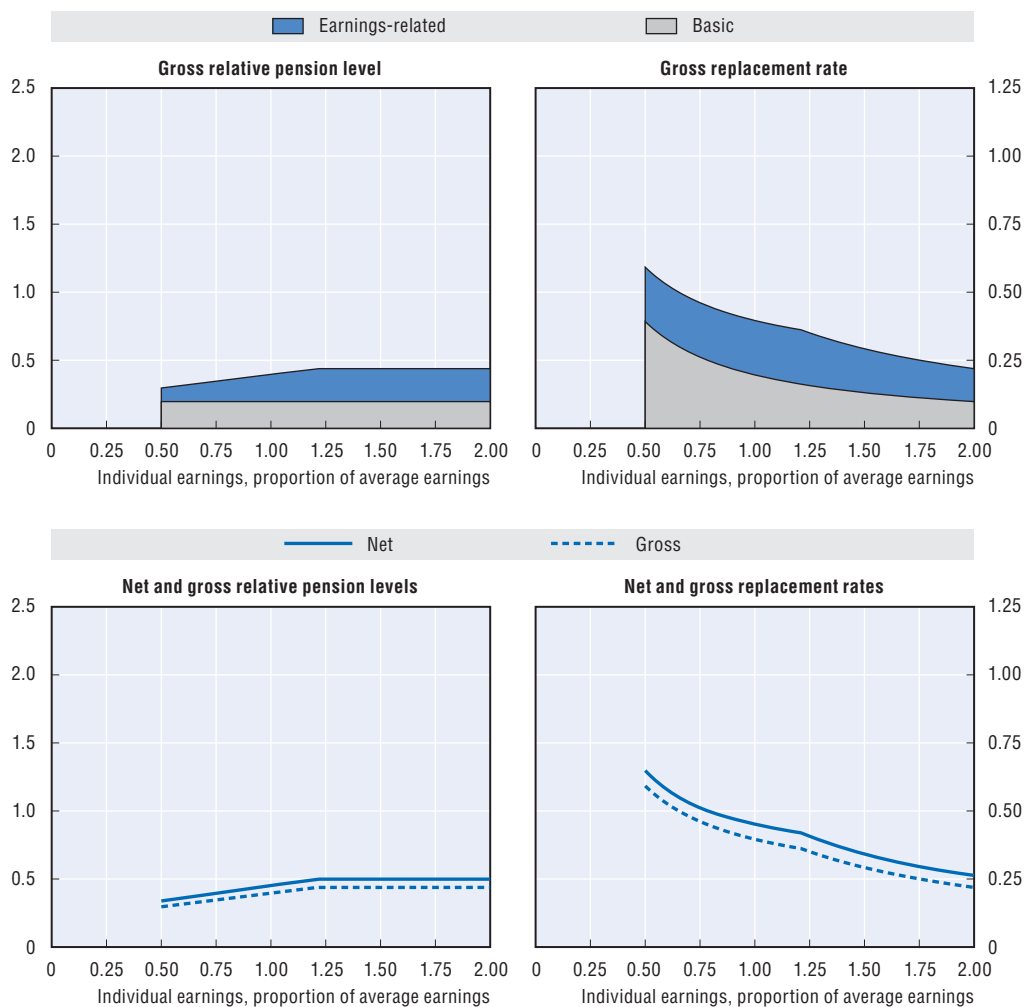 Earnings-related Basic
Gross relative pension level
2.5
2.0
1.5
1.0
0.5
0
0 0.25 0.50 0.75 1.00 1.25 1.50 1.75 2.00
Individual earnings, proportion of average earnings
Gross replacement rate
1.25
1.00
0.75
0.50
0.25
0
0 0.25 0.50 0.75 1.00 1.25 1.50 1.75 2.00
Individual earnings, proportion of average earnings
Net Gross
Net and gross relative pension levels
2.5
2.0
1.5
1.0
0.5
0
0 0.25 0.50 0.75 1.00 1.25 1.50 1.75 2.00
Individual earnings, proportion of average earnings
Net and gross replacement rates
1.25
1.00
0.75
0.50
0.25
0
0 0.25 0.50 0.75 1.00 1.25 1.50 1.75 2.00
Individual earnings, proportion of average earnings